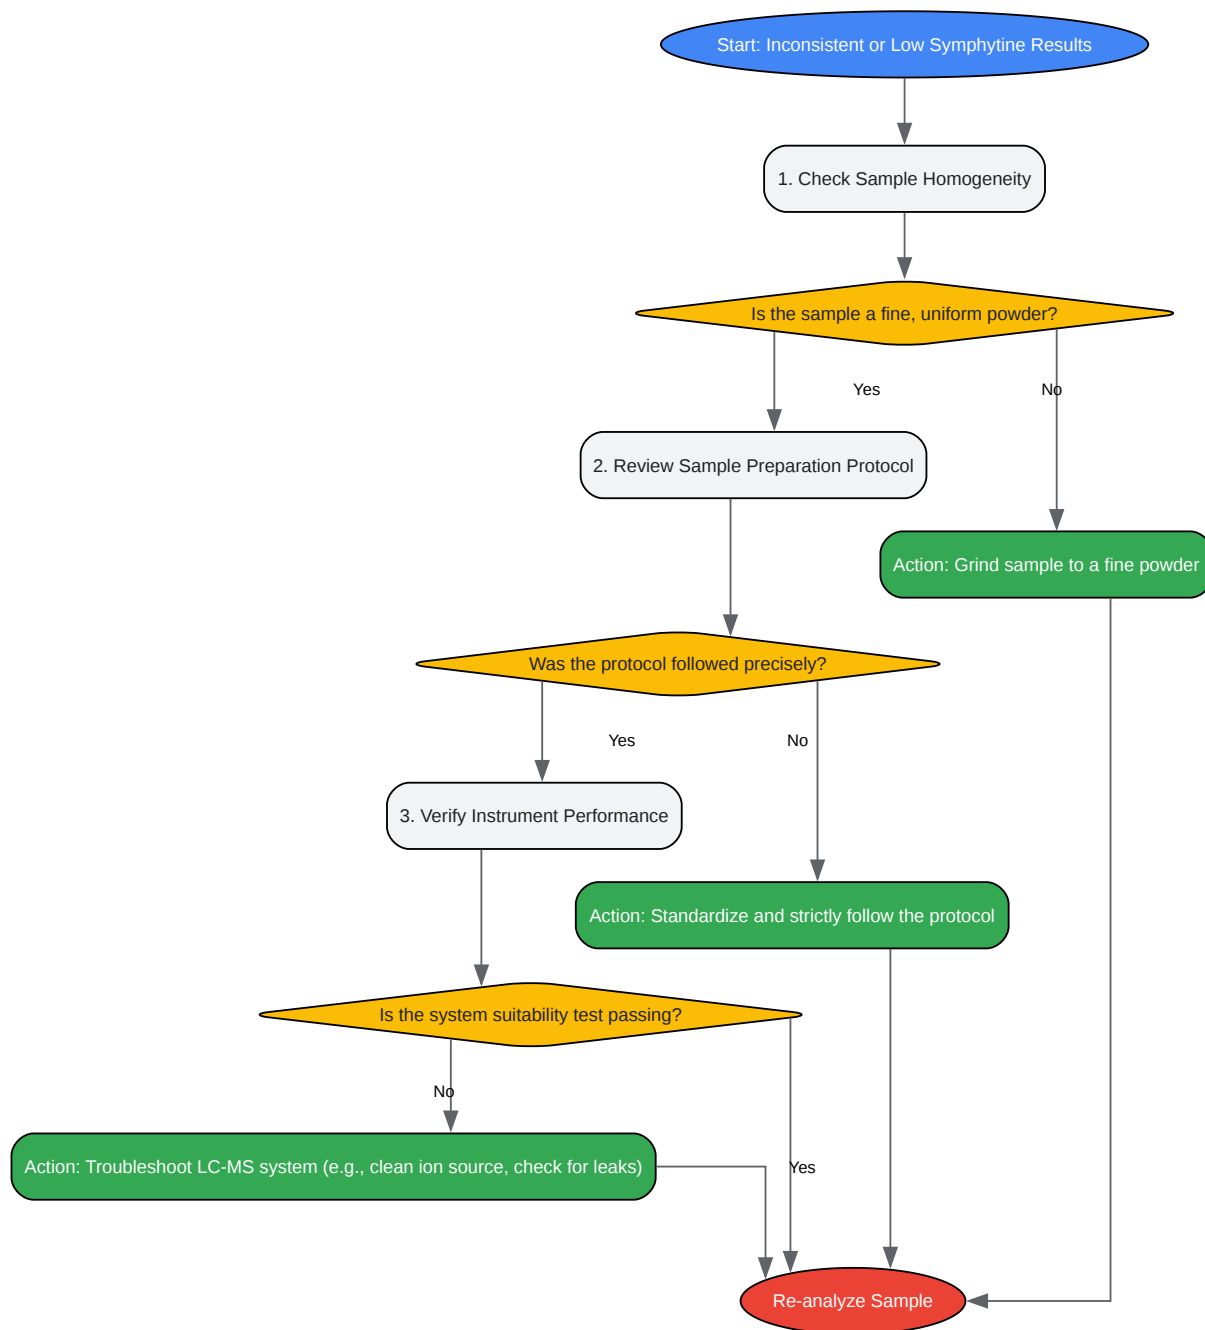 Start: Inconsistent or Low Symphytine Results
1. Check Sample Homogeneity
Is the sample a fine, uniform powder?
Yes
No
2. Review Sample Preparation Protocol
Action: Grind sample to a fine powder
Was the protocol followed precisely?
Yes
No
3. Verify Instrument Performance
Action: Standardize and strictly follow the protocol
Is the system suitability test passing?
No
Action: Troubleshoot LC-MS system (e.g., clean ion source, check for leaks)
Yes
Re-analyze Sample